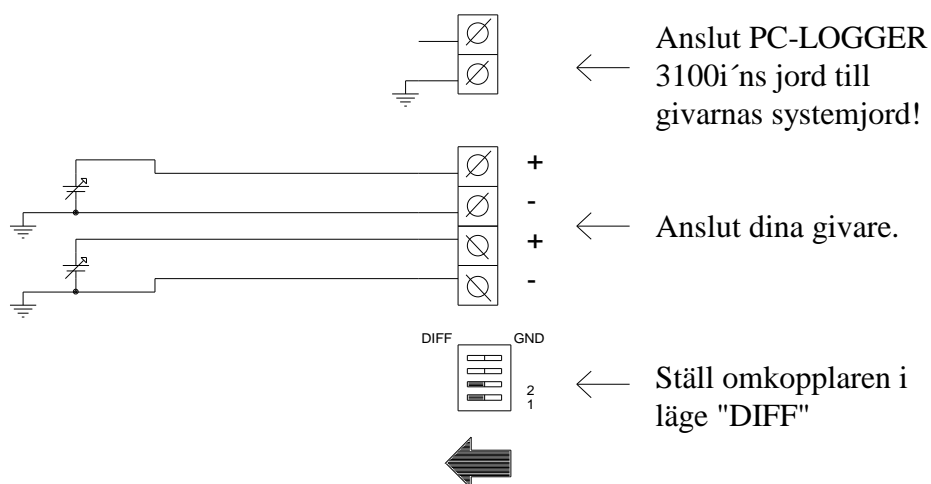 Anslut PC-LOGGER
3100i´ns jord till
givarnas systemjord!
+
-
+
-
Anslut dina givare.
DIFF GND
2
1
Ställ omkopplaren i
läge "DIFF"